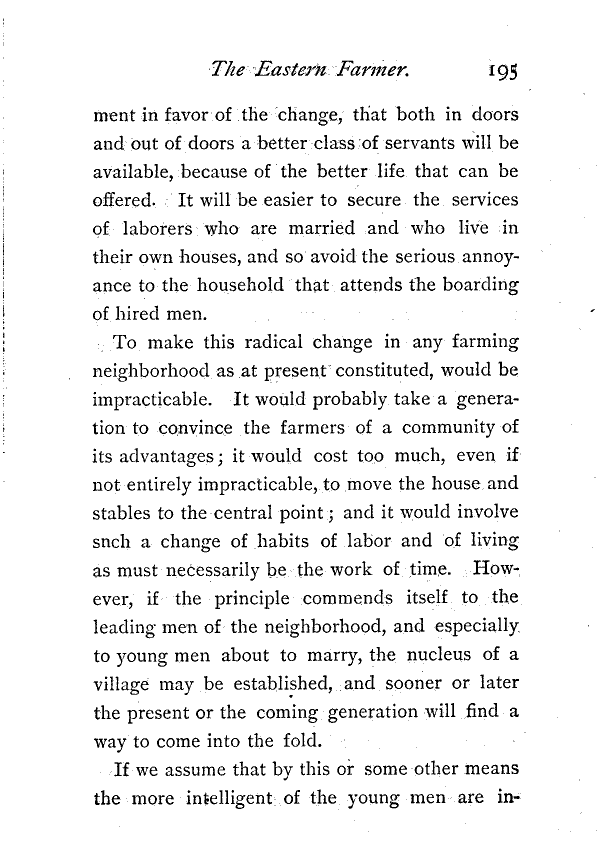 The Eastern Farmer. 195
ment in favor of the change, that both in doors
and out of doors a better class of servants will be
available, because of the better life that can be
offered. It will be easier to secure the services
of laborers who are married and who live in
their own houses, and so avoid the serious annoy-
ance to the household that attends the boarding
of hired men.
To make this radical change in any farming
neighborhood as at present constituted, would be
impracticable. It would probably take a genera-
tion to convince the farmers of a community of
its advantages; it would cost too much, even if
not entirely impracticable, to move the house and
stables to the central point; and it would involve
snch a change of habits of labor and of living
as must necessarily be the work of time. How-
ever, if the principle commends itself to the
leading men of the neighborhood, and especially
to young men about to marry, the nucleus of a
village may be established, and sooner or later
the present or the coming generation will find a
way to come into the fold.
If we assume that by this or some other means
the more intelligent of the young men are in-